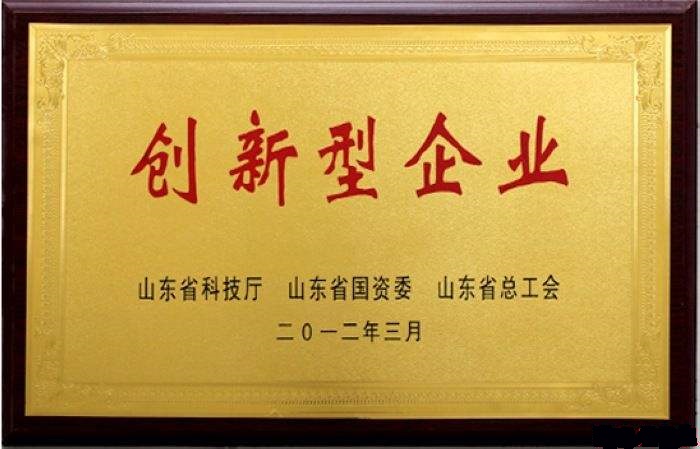 创新型企业
山东省科技厅 山东省国资委 山东省总工会
二〇一二年三月